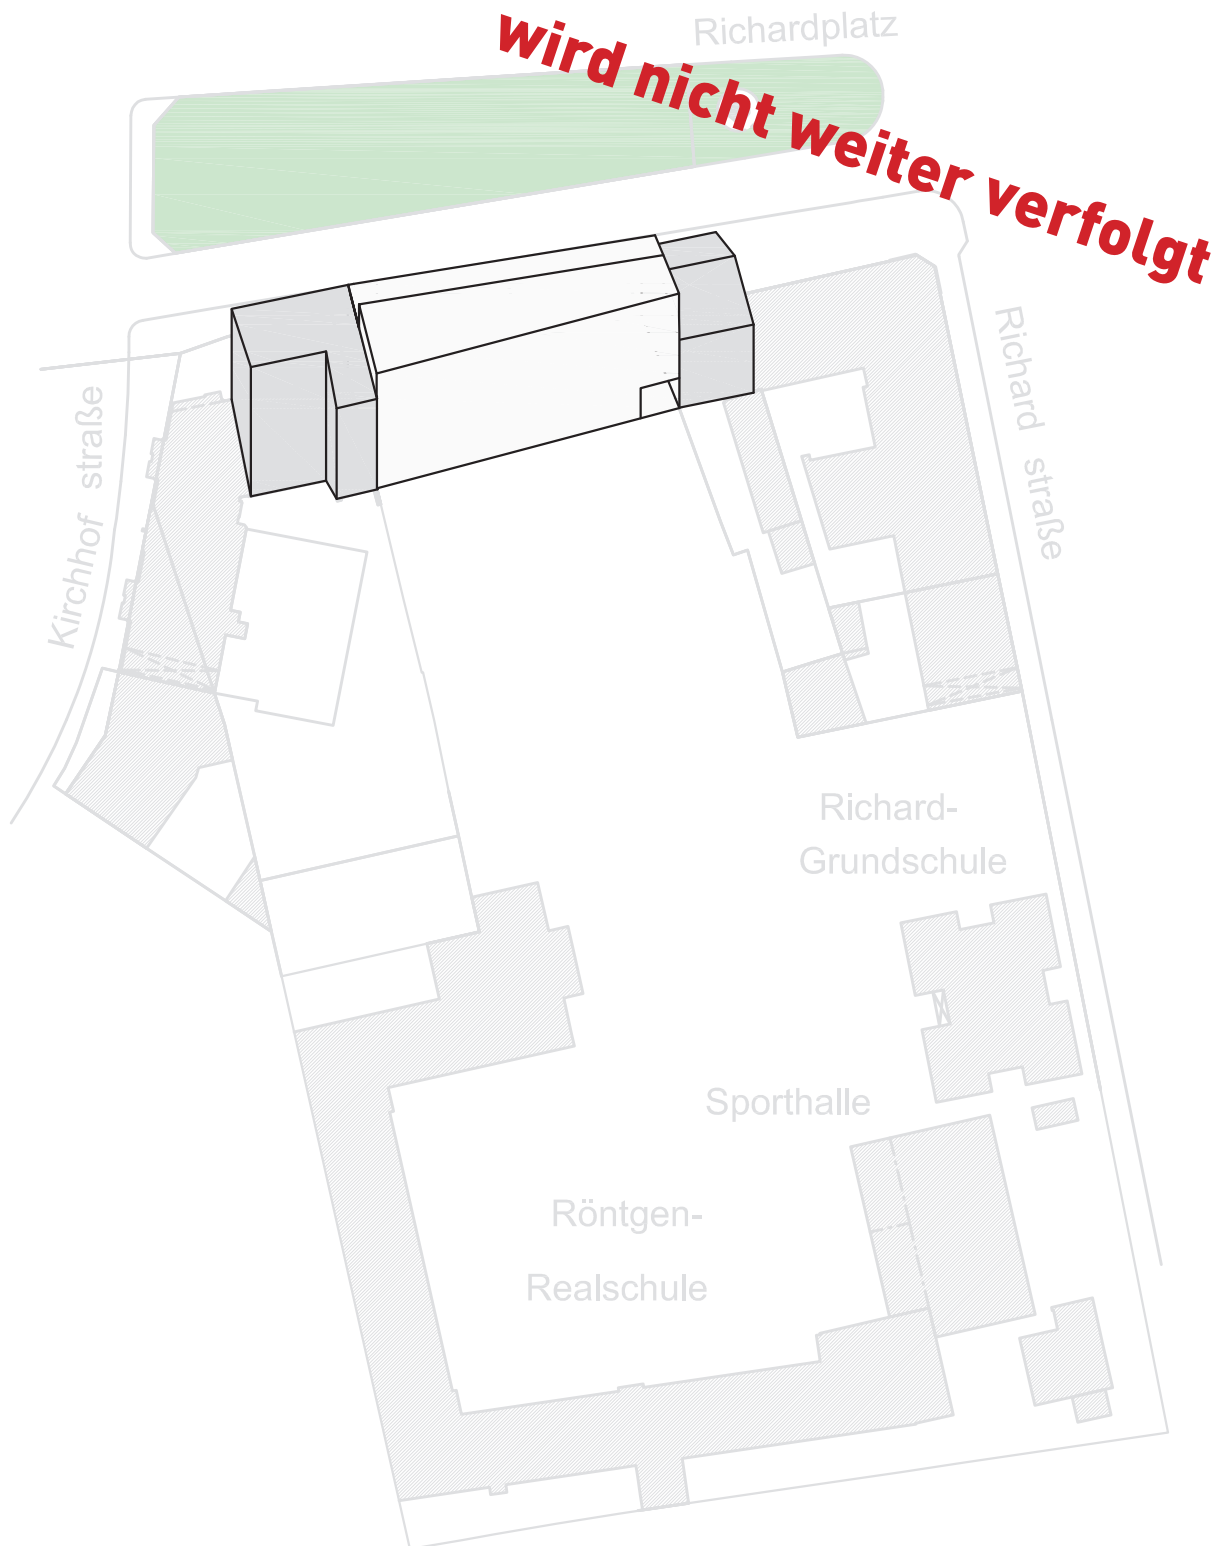 Richardplatz
wird nicht weiter verfolgt
Richard straße
Kirchhof straße
Richard-
Grundschule
Sporthalle
Röntgen-
Realschule